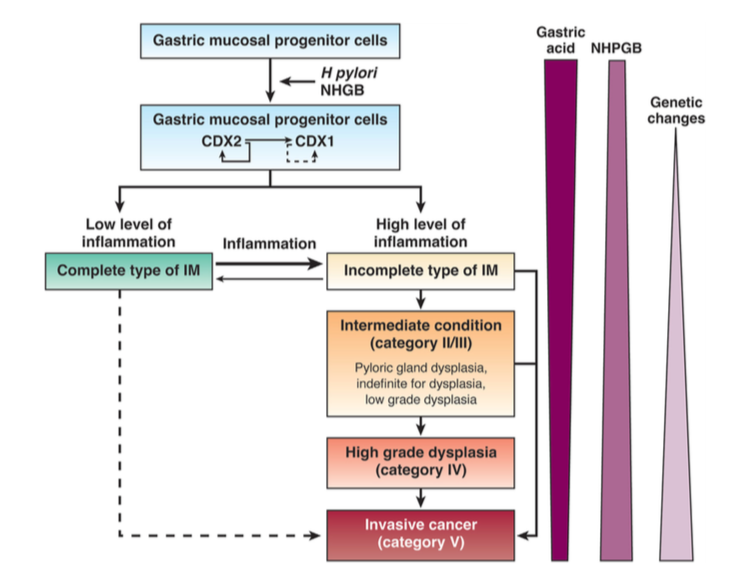 Gastric mucosal progenitor cells
H pylori
NHGB
Gastric mucosal progenitor cells
CDX2 CDX1
Low level of
inflammation
High level of
inflammation
Complete type of IM
Inflammation
Incomplete type of IM
Intermediate condition
(category II/III)
Pyloric gland dysplasia,
indefinite for dysplasia,
low grade dysplasia
High grade dysplasia
(category IV)
Invasive cancer
(category V)
Gastric
acid
NHPGB
Genetic
changes